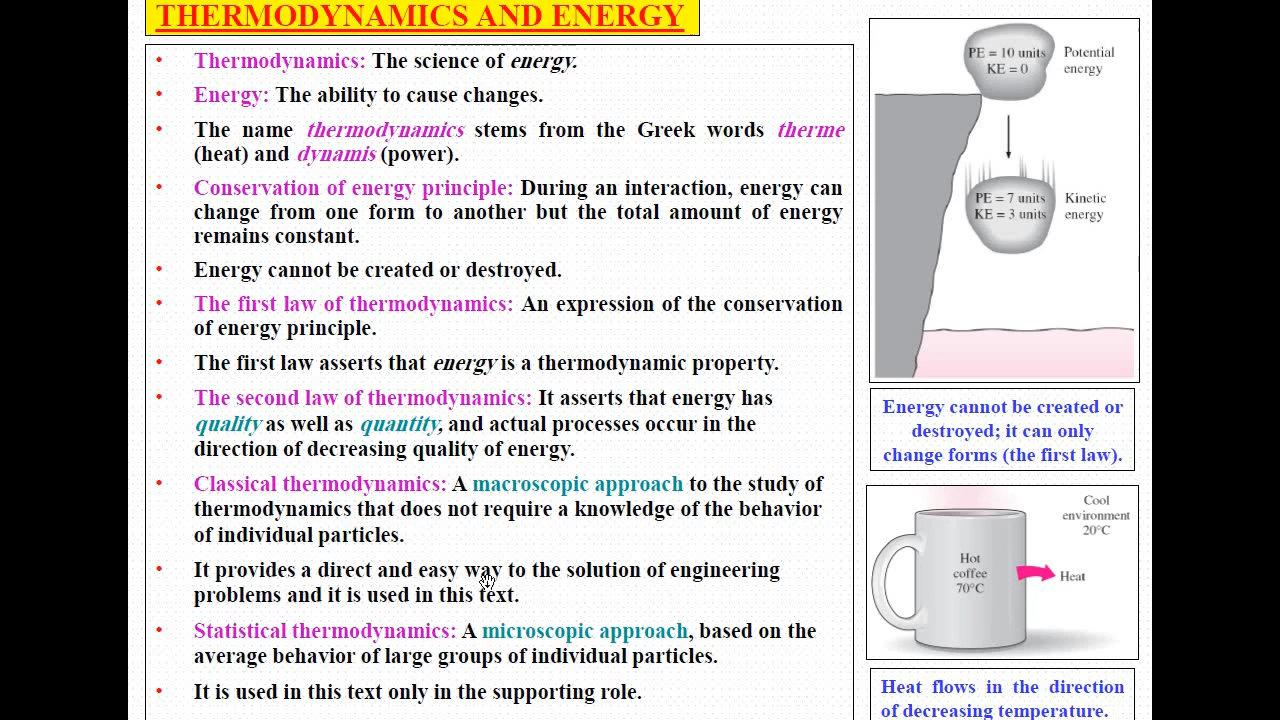 THERMODYNAMICS AND ENERGY
• Thermodynamics: The science of energy.
• Energy: The ability to cause changes.
• The name thermodynamics stems from the Greek words therme
(heat) and dynamis (power).
• Conservation of energy principle: During an interaction, energy can
change from one form to another but the total amount of energy
remains constant.
• Energy cannot be created or destroyed.
• The first law of thermodynamics: An expression of the conservation
of energy principle.
• The first law asserts that energy is a thermodynamic property.
• The second law of thermodynamics: It asserts that energy has
quality as well as quantity, and actual processes occur in the
direction of decreasing quality of energy.
• Classical thermodynamics: A macroscopic approach to the study of
thermodynamics that does not require a knowledge of the behavior
of individual particles.
• It provides a direct and easy way to the solution of engineering
problems and it is used in this text.
• Statistical thermodynamics: A microscopic approach, based on the
average behavior of large groups of individual particles.
• It is used in this text only in the supporting role.
PE = 10 units
KE = 0
Potential
energy
PE = 7 units
KE = 3 units
Kinetic
energy
Energy cannot be created or
destroyed; it can only
change forms (the first law).
Cool
environment
20°C
Hot
coffee
70°C
Heat
Heat flows in the direction
of decreasing temperature.